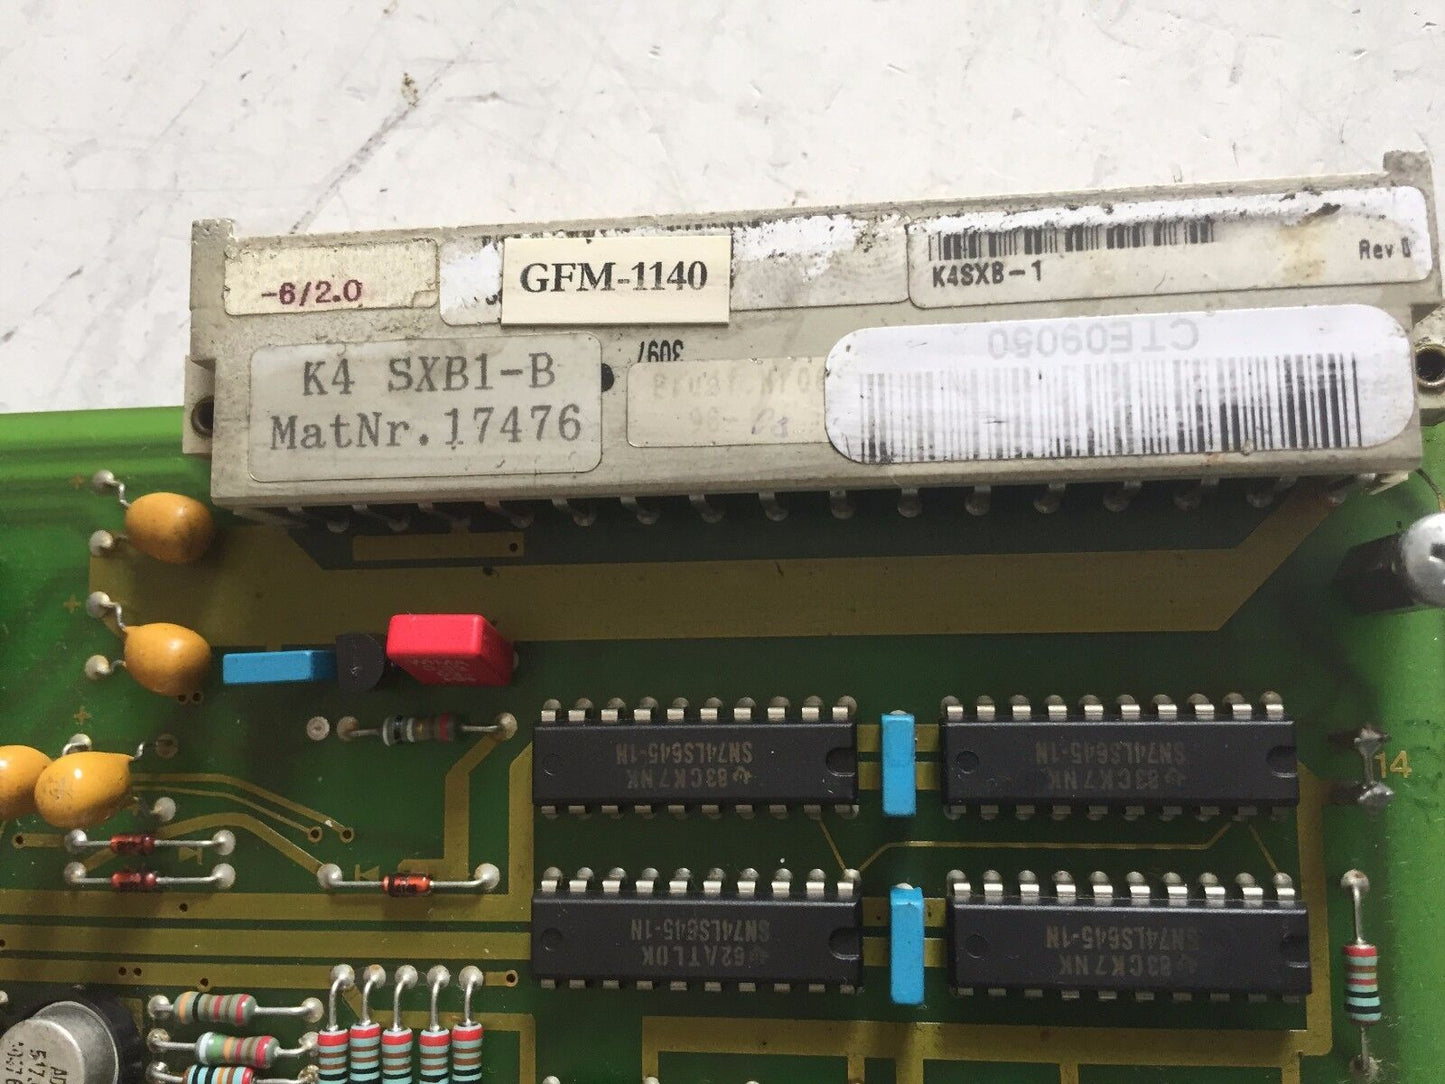 -6/2.0
GFM-1140
K4SXB-1
Rev 0
K4 SXB1-B
MatNr.17476
3097
CTE09050
SN74LS645-1N
83CK7NK
SN74LS645-1N
83CK7NK
14
SN74LS645-1N
SN74LS645-1N
83CK7NK